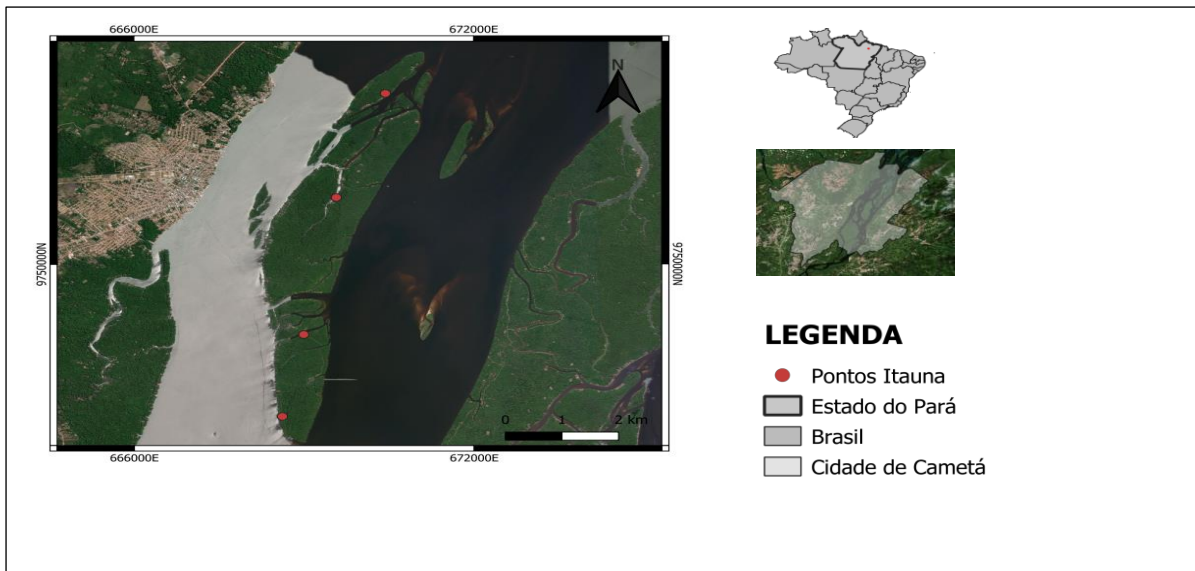 666000E
672000E
N
9750000N
9750000N
0 1 2 km
666000E
672000E
LEGENDA
Pontos Itauna
Estado do Pará
Brasil
Cidade de Cametá